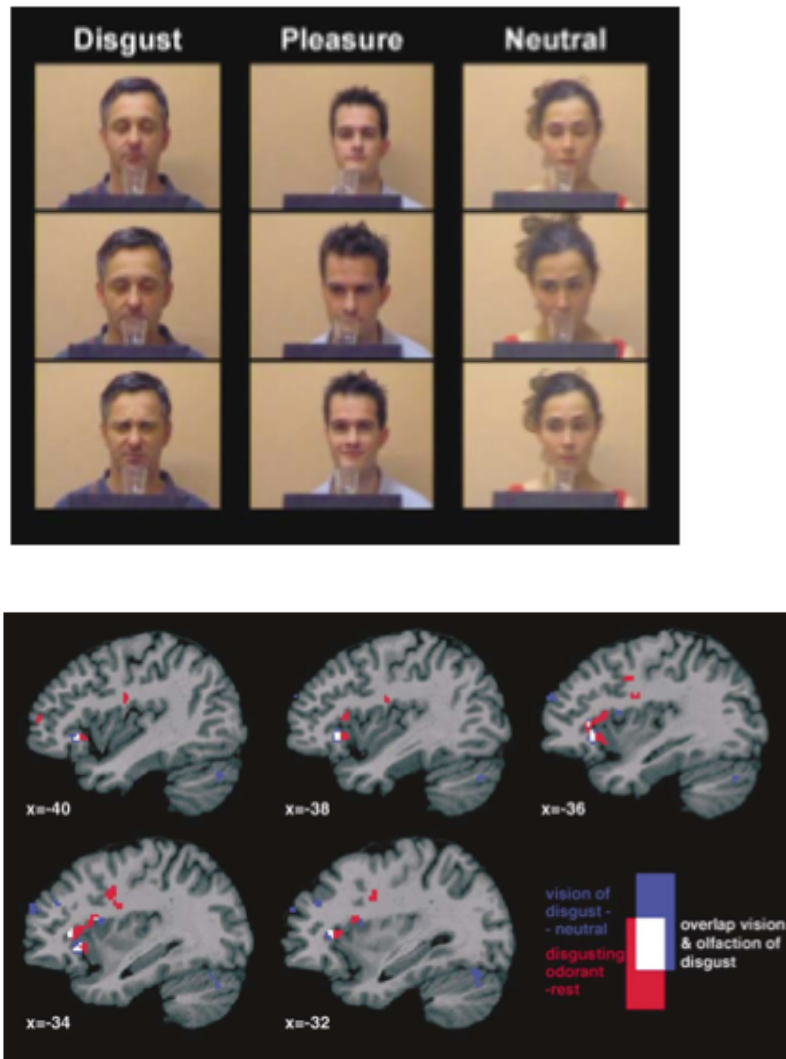 Disgust
Pleasure
Neutral
x=-40
x=-38
x=-36
x=-34
x=-32
vision of
disgust -
- neutral
disgusting
odorant
-rest
overlap vision
& olfaction of
disgust